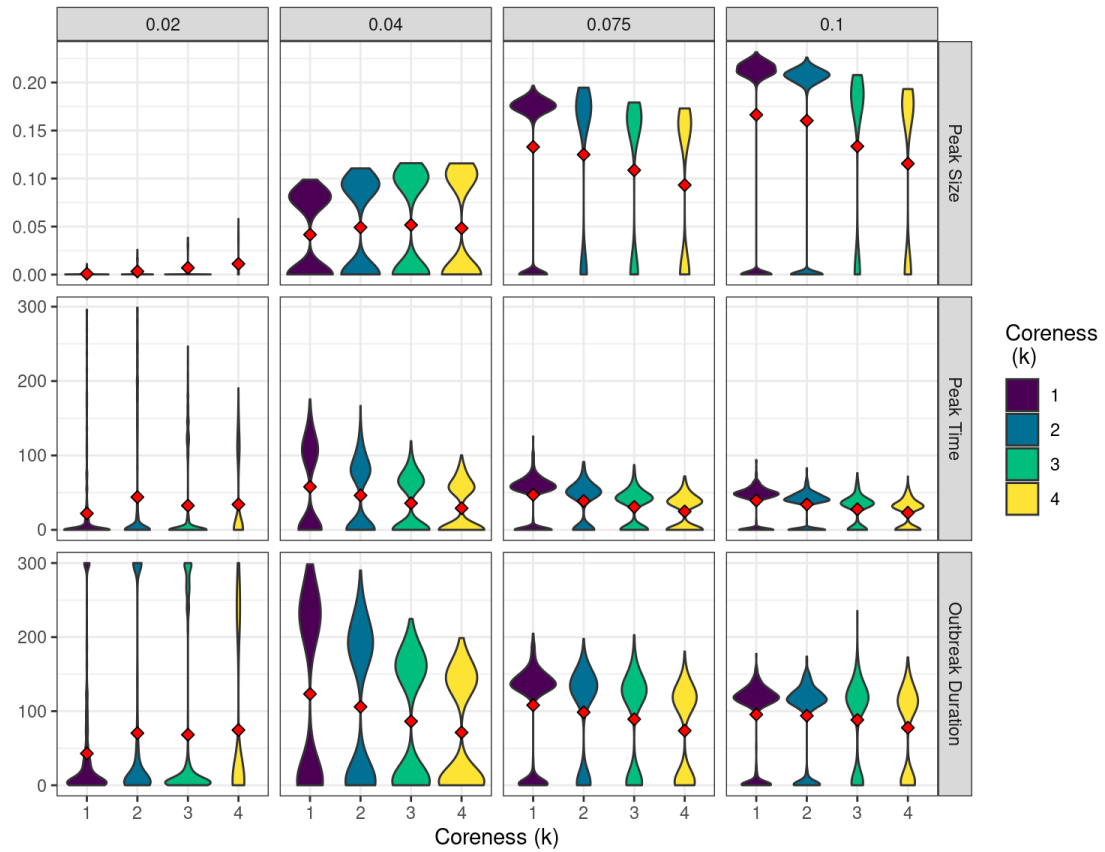 0.02 0.04 0.075 0.1
0.20
0.15
0.10
0.05
0.00
Peak Size
300
200
100
0
Peak Time
300
200
100
0
Outbreak Duration
1 2 3 4 1 2 3 4 1 2 3 4 1 2 3 4
Coreness (k)
Coreness
(k)
1
2
3
4